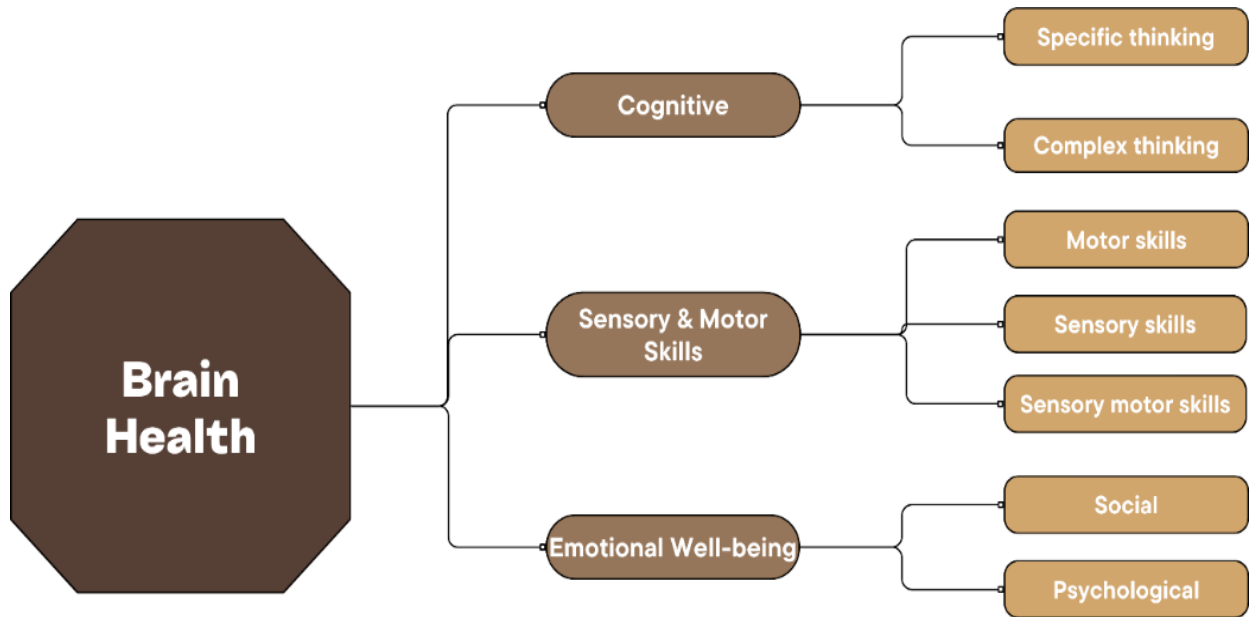 Brain
Health
Cognitive
Specific thinking
Complex thinking
Sensory & Motor
Skills
Motor skills
Sensory skills
Sensory motor skills
Emotional Well-being
Social
Psychological